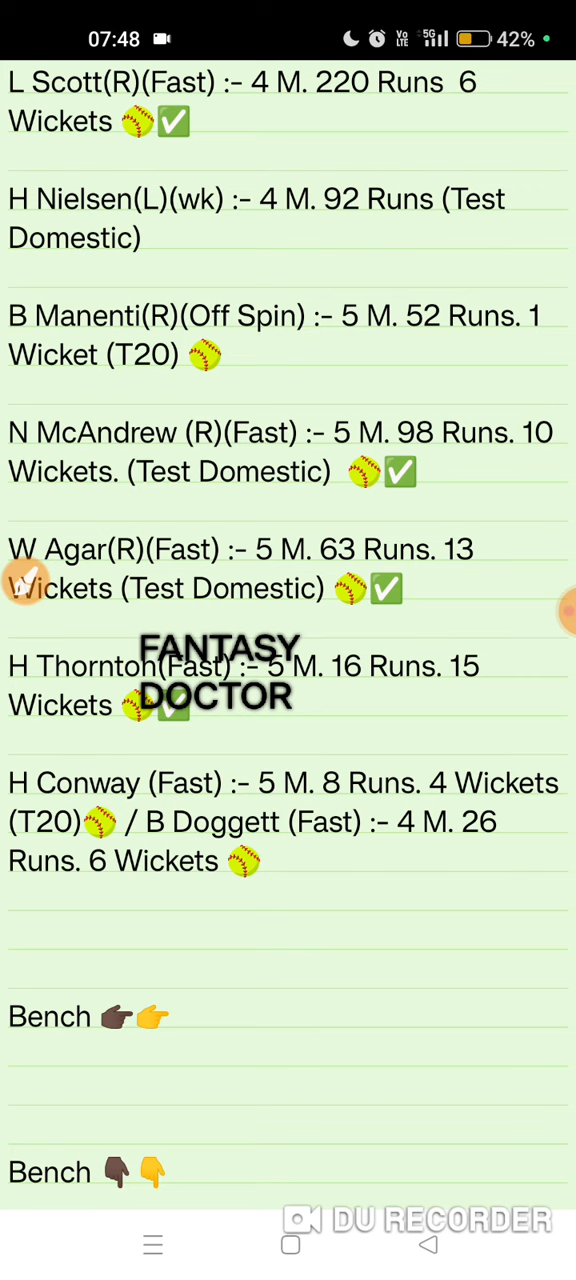 07:48 Vo LTE 5G 42%
L Scott(R)(Fast) :- 4 M. 220 Runs 6
Wickets 🥎✅
H Nielsen(L)(wk) :- 4 M. 92 Runs (Test
Domestic)
B Manenti(R)(Off Spin) :- 5 M. 52 Runs. 1
Wicket (T20) 🥎
N McAndrew (R)(Fast) :- 5 M. 98 Runs. 10
Wickets. (Test Domestic) 🥎✅
W Agar(R)(Fast) :- 5 M. 63 Runs. 13
Wickets (Test Domestic) 🥎✅
FANTASY
DOCTOR
H Thornton(Fast) :- 5 M. 16 Runs. 15
Wickets 🥎✅
H Conway (Fast) :- 5 M. 8 Runs. 4 Wickets
(T20)🥎 / B Doggett (Fast) :- 4 M. 26
Runs. 6 Wickets 🥎
Bench 👉🏿👉
Bench 👇🏿👇
DU RECORDER